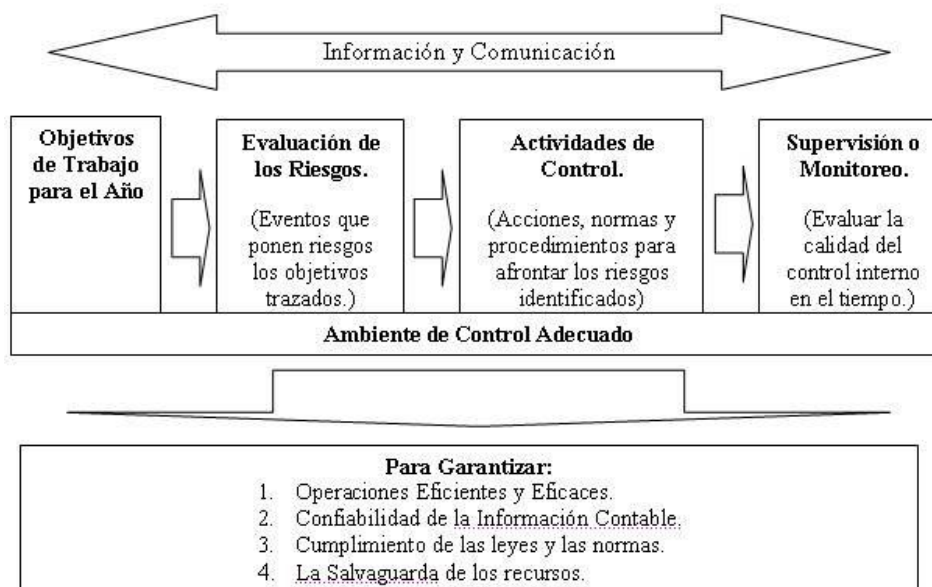 Información y Comunicación
Objetivos
de Trabajo
para el Año
Evaluación de
los Riesgos.
(Eventos que
ponen riesgos
los objetivos
trazados.)
Actividades de
Control.
(Acciones, normas y
procedimientos para
afrontar los riesgos
identificados)
Supervisión o
Monitoreo.
(Evaluar la
calidad del
control interno
en el tiempo.)
Ambiente de Control Adecuado
Para Garantizar:
1. Operaciones Eficientes y Eficaces.
2. Confiabilidad de la Información Contable.
3. Cumplimiento de las leyes y las normas.
4. La Salvaguarda de los recursos.